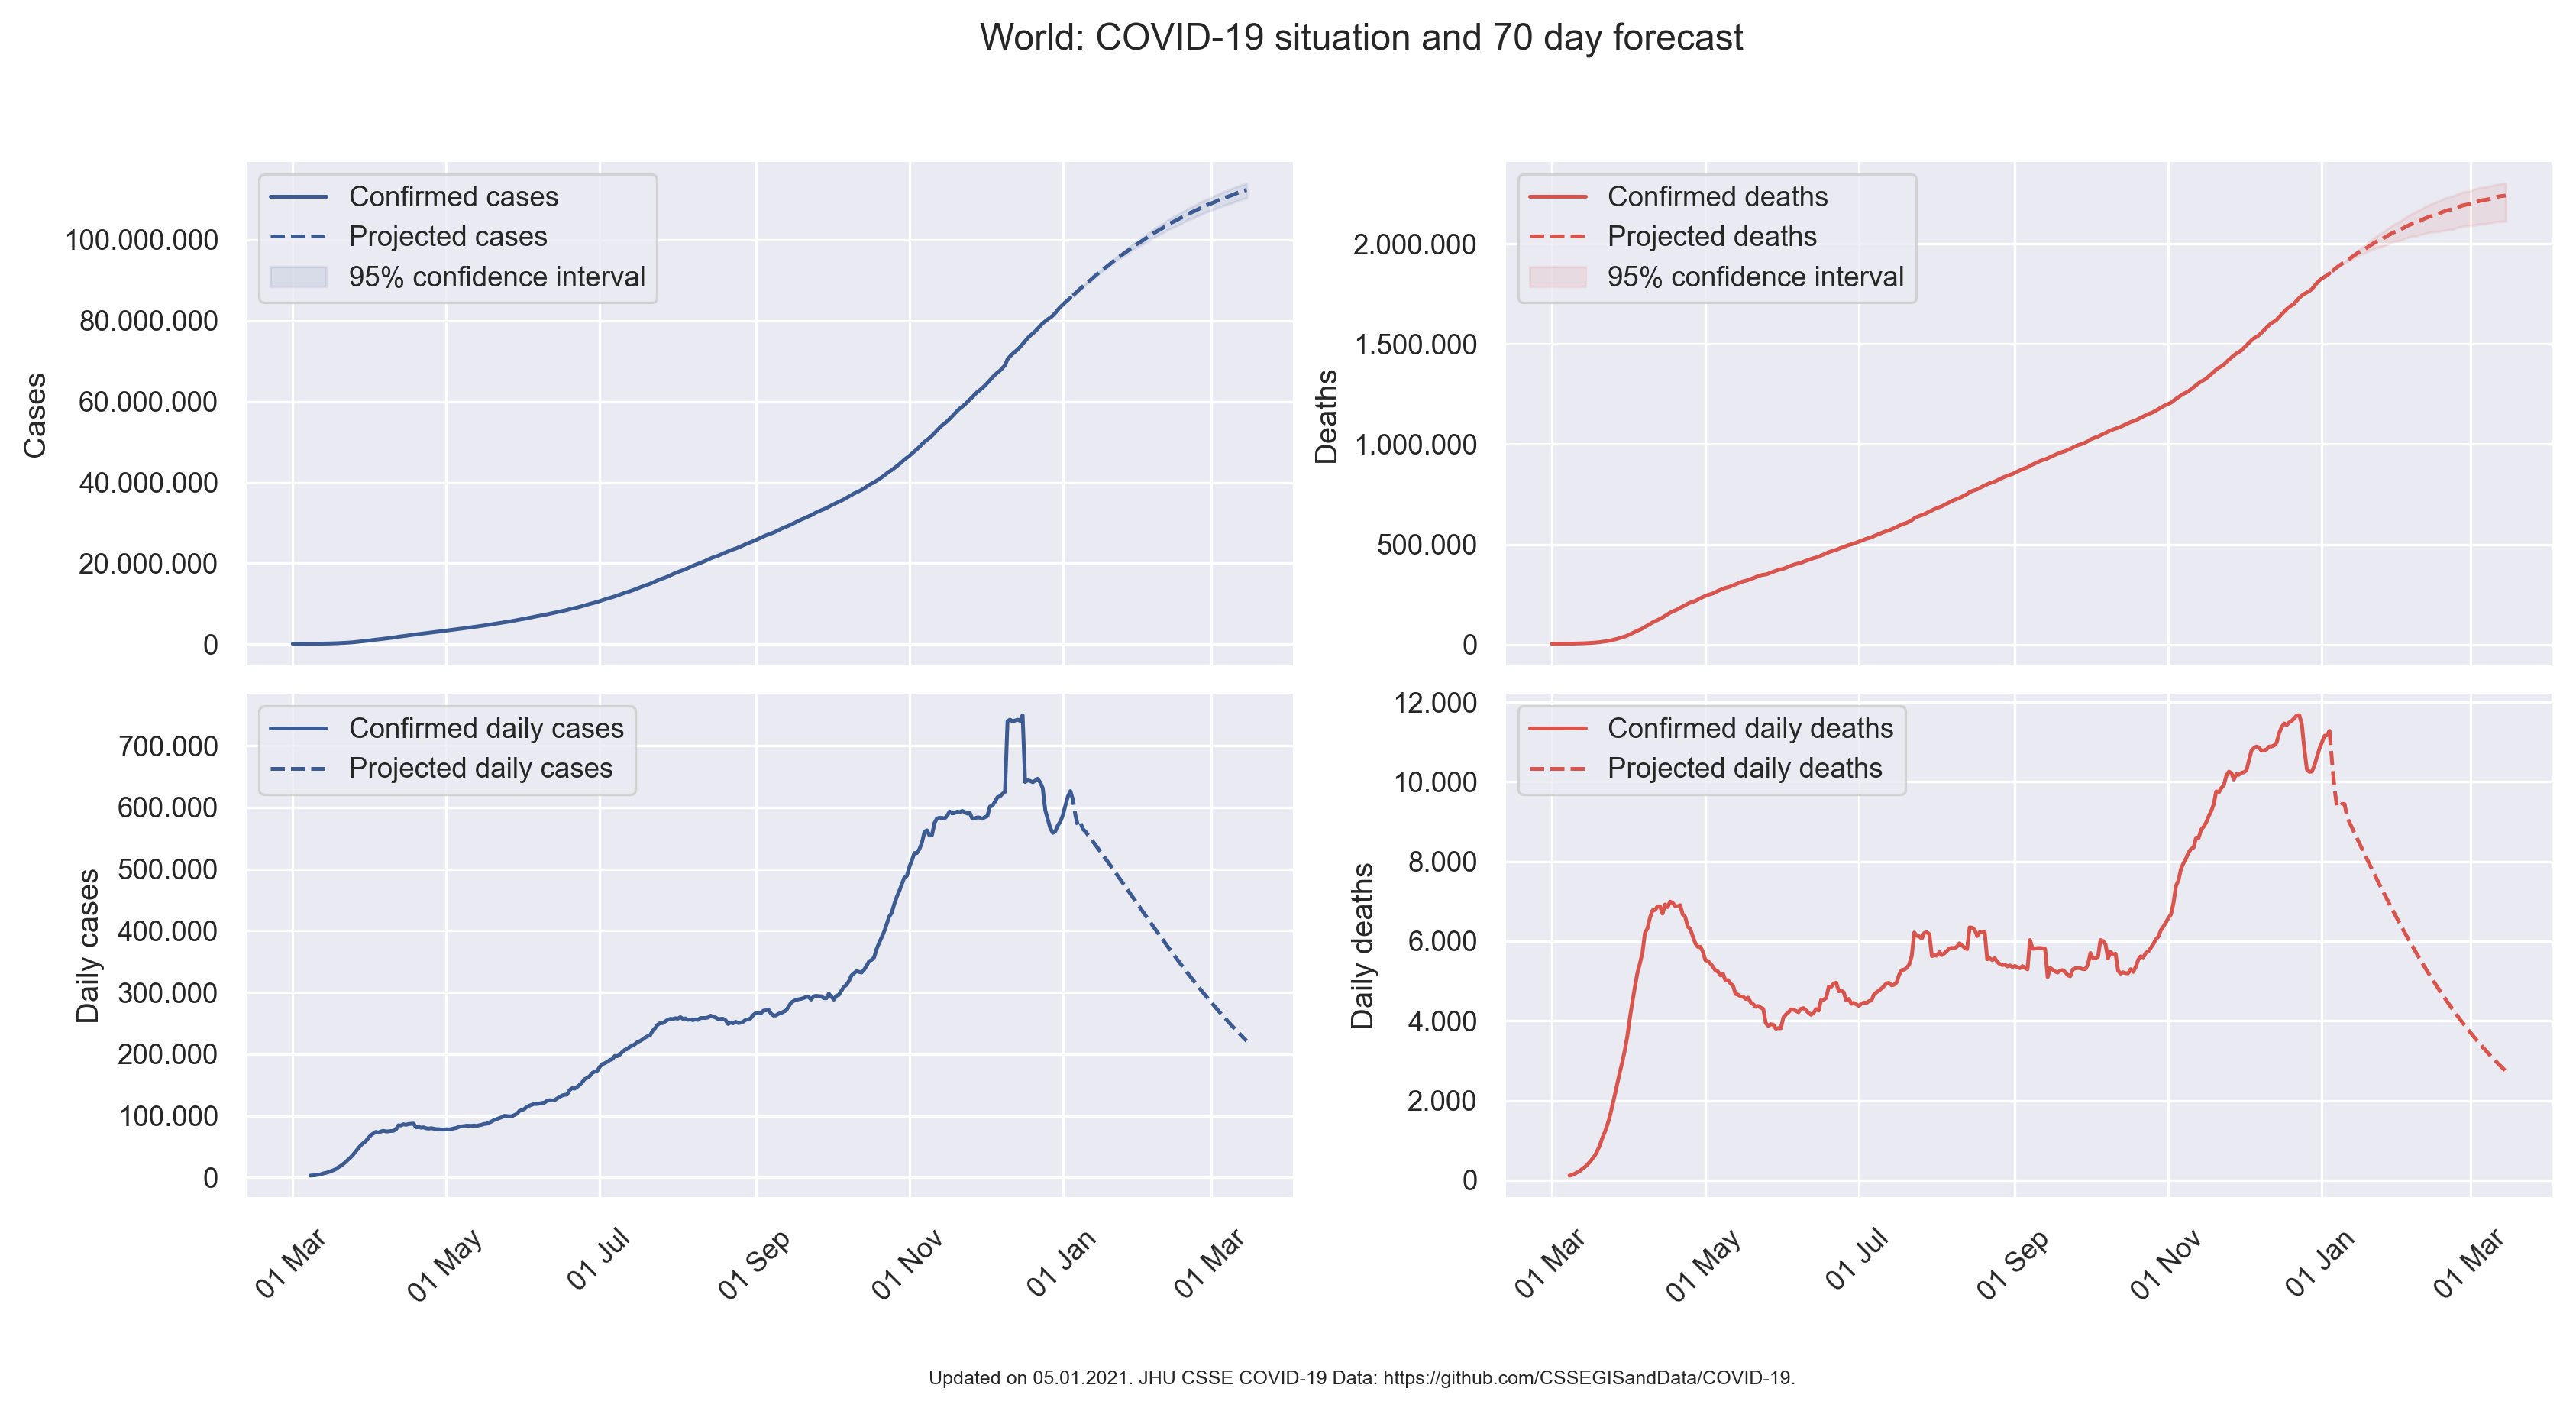 World: COVID-19 situation and 70 day forecast
Confirmed cases
Projected cases
95% confidence interval
Cases
100.000.000
80.000.000
60.000.000
40.000.000
20.000.000
0
Confirmed deaths
Projected deaths
95% confidence interval
Deaths
2.000.000
1.500.000
1.000.000
500.000
0
Confirmed daily cases
Projected daily cases
Daily cases
700.000
600.000
500.000
400.000
300.000
200.000
100.000
0
01 Mar
01 May
01 Jul
01 Sep
01 Nov
01 Jan
01 Mar
Confirmed daily deaths
Projected daily deaths
Daily deaths
12.000
10.000
8.000
6.000
4.000
2.000
0
01 Mar
01 May
01 Jul
01 Sep
01 Nov
01 Jan
01 Mar
Updated on 05.01.2021. JHU CSSE COVID-19 Data: https://github.com/CSSEGISandData/COVID-19.